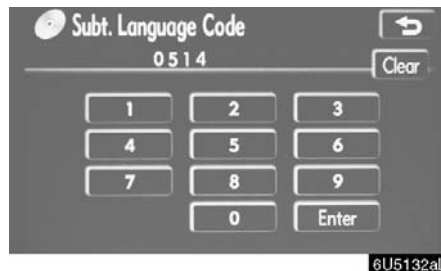 Subt. Language Code
0514
Clear
1 2 3
4 5 6
7 8 9
0 Enter
6U5132al